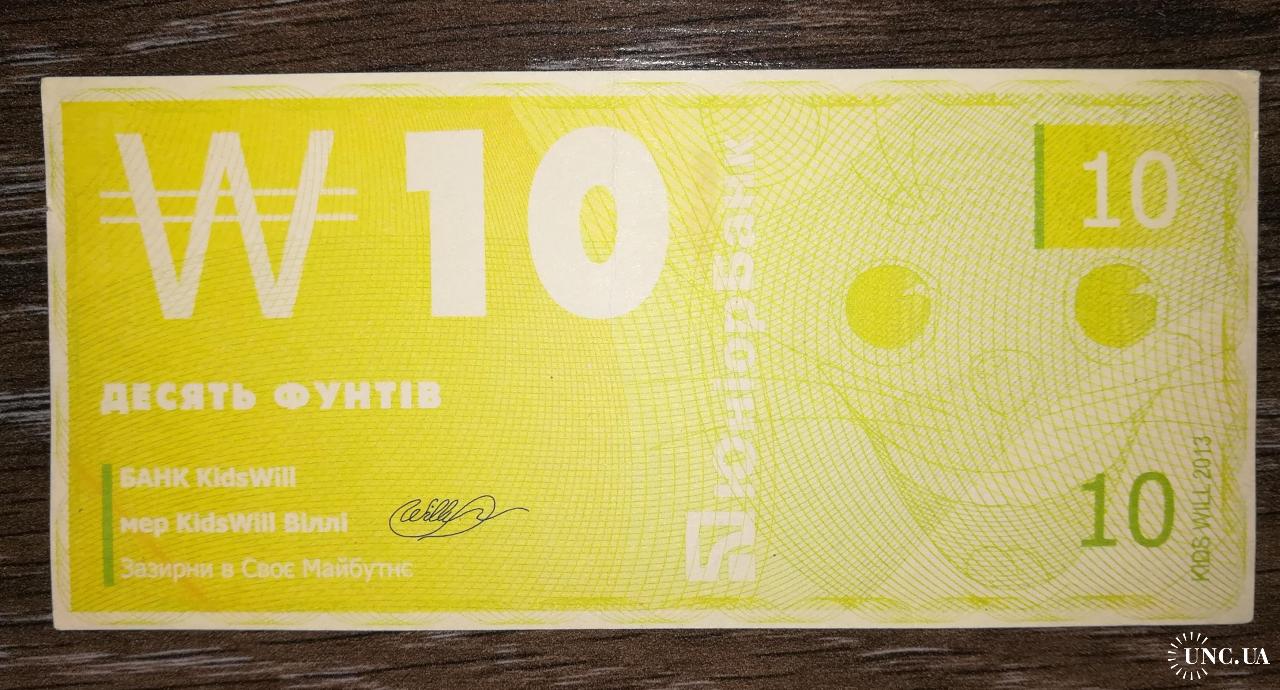 W 10
ДЕСЯТЬ ФУНТІВ
БАНК KidsWill
мер KidsWill Віллі
Willy
Зазирни в Своє Майбутнє
ЮніорБанк
10
10
KIDS WILL 2013
UNC.UA